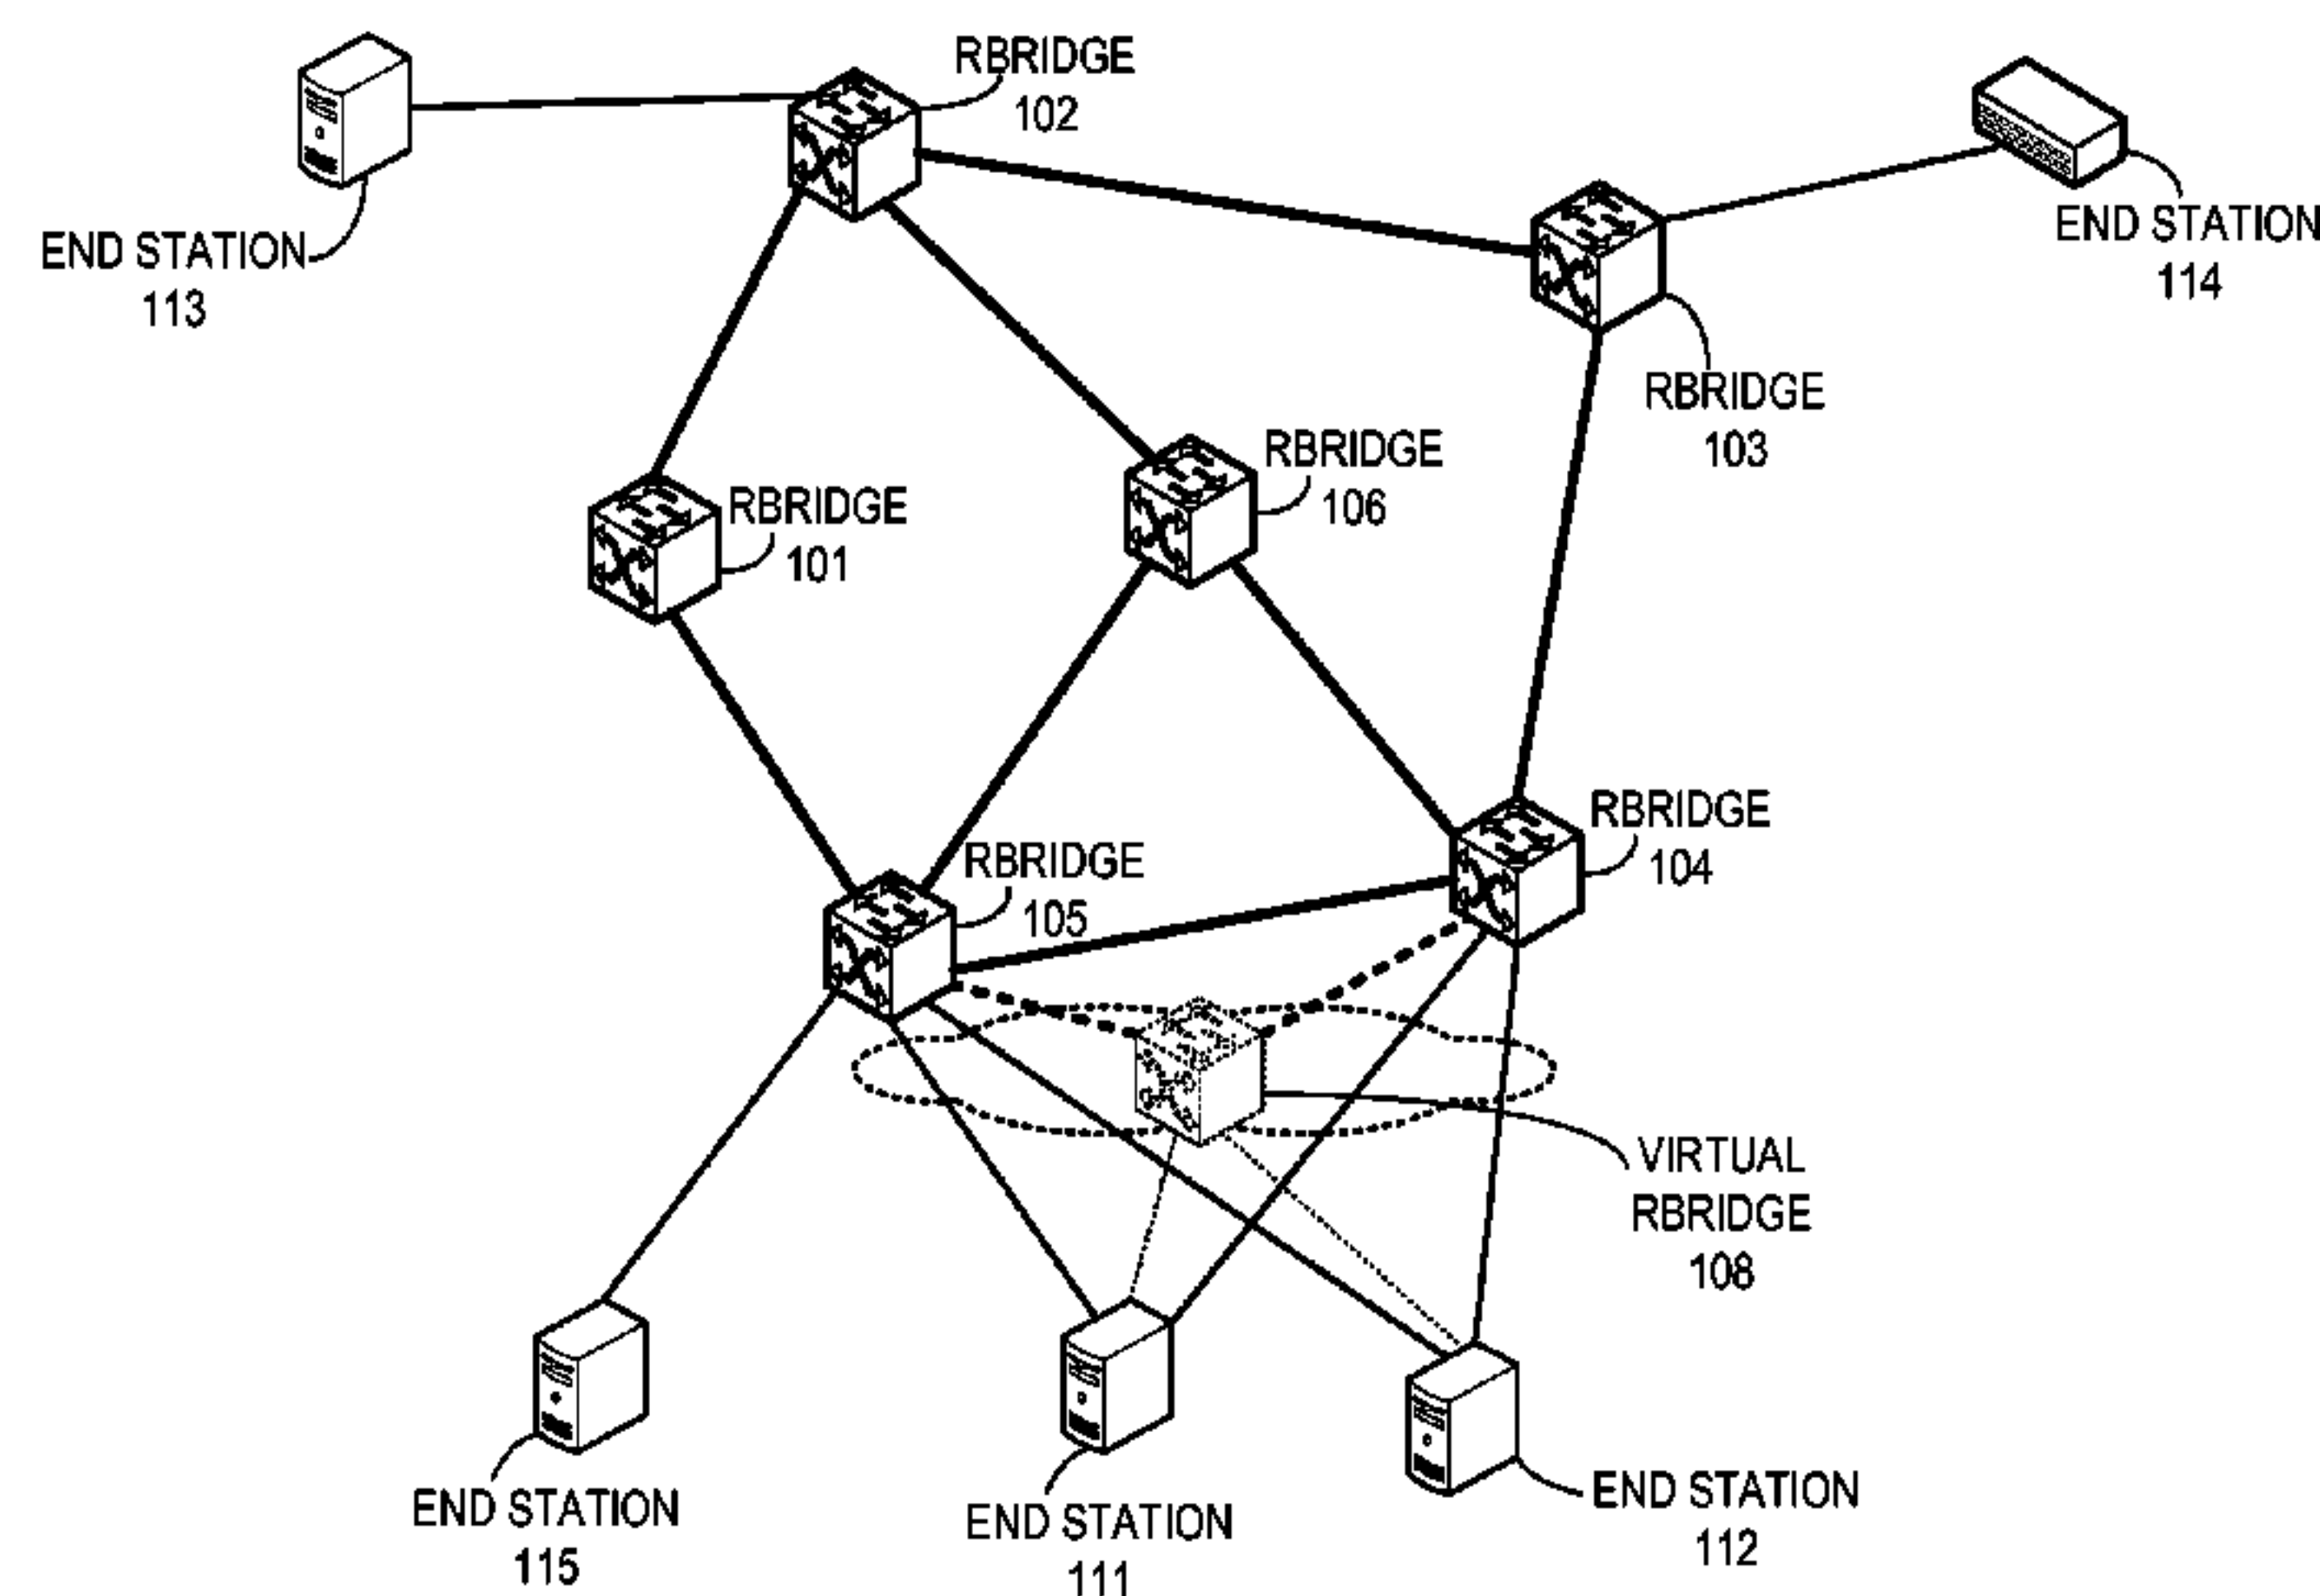 RBRIDGE
102
END STATION
113
END STATION
114
RBRIDGE
103
RBRIDGE
106
RBRIDGE
101
RBRIDGE
104
RBRIDGE
105
VIRTUAL
RBRIDGE
108
END STATION
115
END STATION
111
END STATION
112